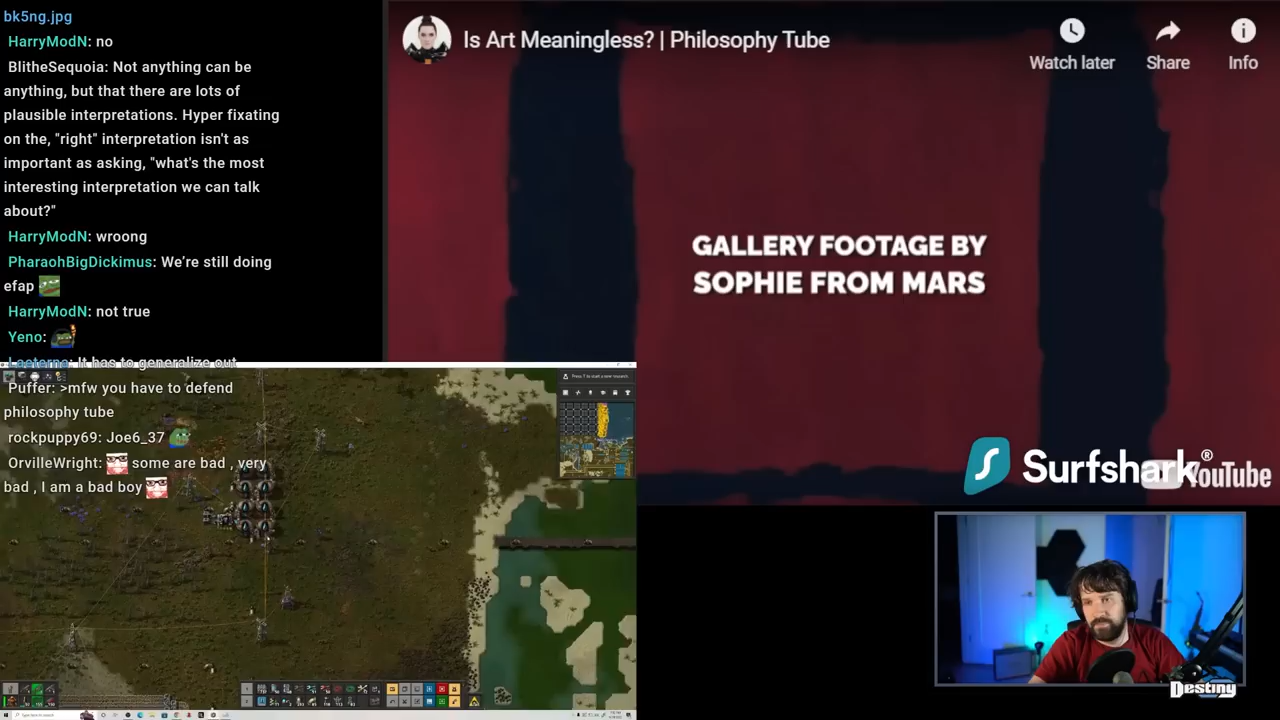 bk5ng.jpg
HarryModN: no
BlitheSequoia: Not anything can be
anything, but that there are lots of
plausible interpretations. Hyper fixating
on the, "right" interpretation isn't as
important as asking, "what's the most
interesting interpretation we can talk
about?"
HarryModN: wroong
PharaohBigDickimus: We're still doing
efap
HarryModN: not true
Yeno:
Laeterna: It has to generalize out
Puffer: >mfw you have to defend
philosophy tube
rockpuppy69: Joe6_37
OrvilleWright: some are bad , very
bad , I am a bad boy
Is Art Meaningless? | Philosophy Tube
Watch later
Share
Info
GALLERY FOOTAGE BY
SOPHIE FROM MARS
Surfshark®
YouTube
Destiny